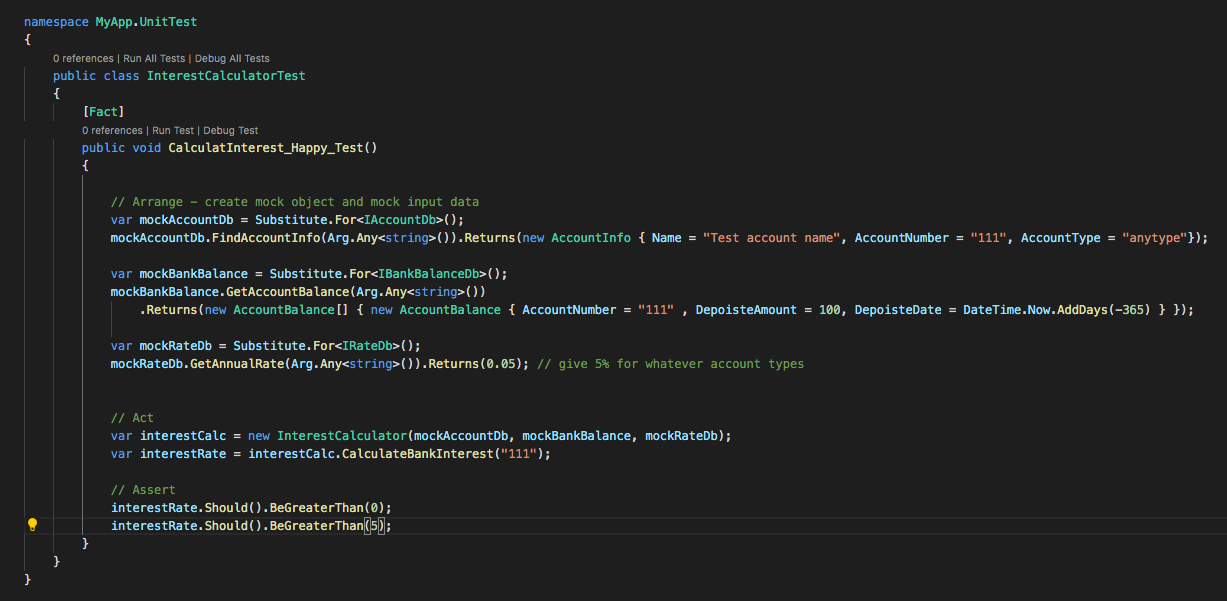 namespace MyApp.UnitTest
{
0 references | Run All Tests | Debug All Tests
public class InterestCalculatorTest
{
[Fact]
0 references | Run Test | Debug Test
public void CalculatInterest_Happy_Test()
{
// Arrange – create mock object and mock input data
var mockAccountDb = Substitute.For<IAccountDb>();
mockAccountDb.FindAccountInfo(Arg.Any<string>()).Returns(new AccountInfo { Name = "Test account name", AccountNumber = "111", AccountType = "anytype"});
var mockBankBalance = Substitute.For<IBankBalanceDb>();
mockBankBalance.GetAccountBalance(Arg.Any<string>())
.Returns(new AccountBalance[] { new AccountBalance { AccountNumber = "111" , DepoisteAmount = 100, DepoisteDate = DateTime.Now.AddDays(-365) } });
var mockRateDb = Substitute.For<IRateDb>();
mockRateDb.GetAnnualRate(Arg.Any<string>()).Returns(0.05); // give 5% for whatever account types
// Act
var interestCalc = new InterestCalculator(mockAccountDb, mockBankBalance, mockRateDb);
var interestRate = interestCalc.CalculateBankInterest("111");
// Assert
interestRate.Should().BeGreaterThan(0);
interestRate.Should().BeGreaterThan(5);
}
}
}